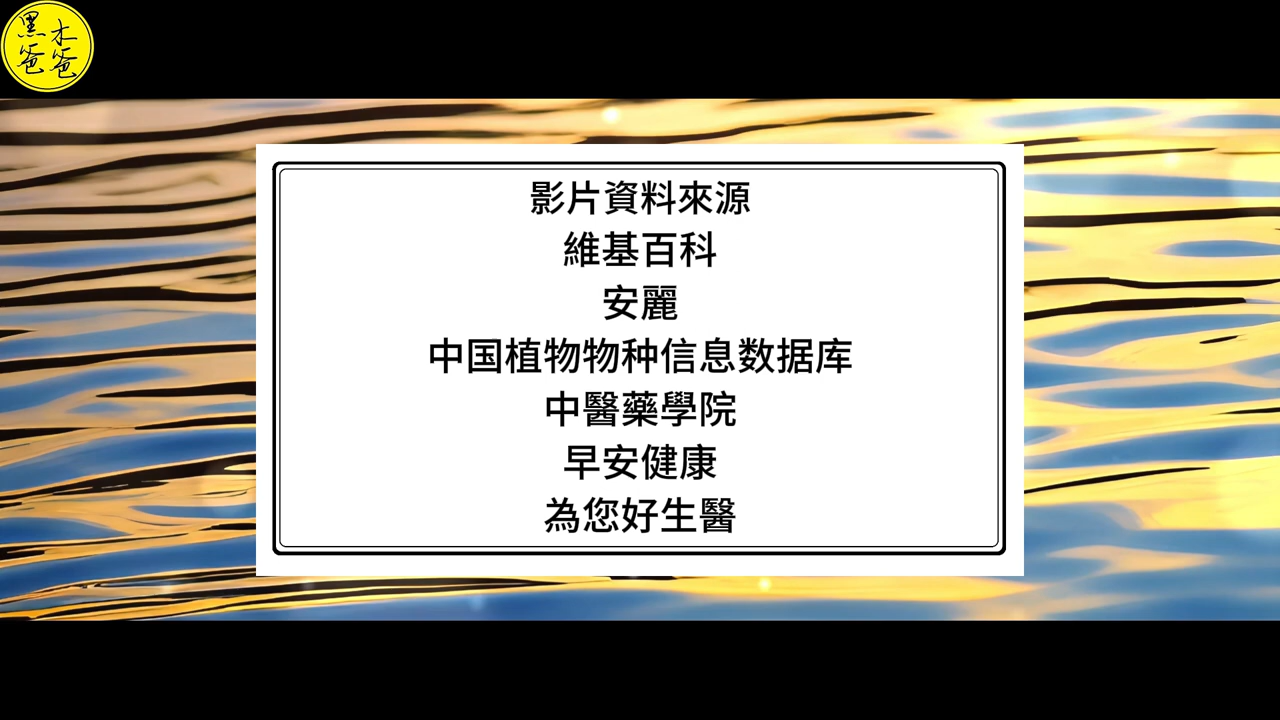 黑木
爸爸
影片資料來源
維基百科
安麗
中国植物物种信息数据库
中醫藥學院
早安健康
為您好生醫